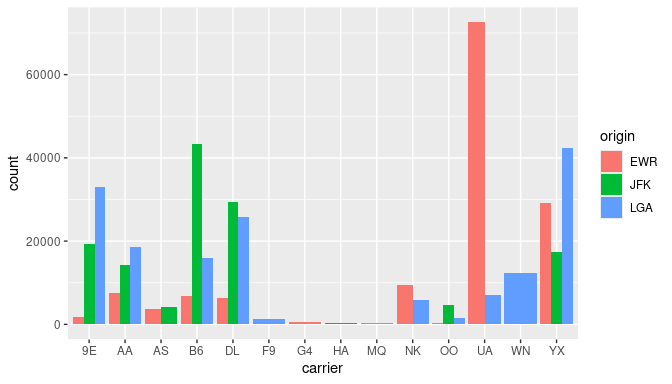 count
60000
40000
20000
0
9E AA AS B6 DL F9 G4 HA MQ NK OO UA WN YX
carrier
origin
EWR
JFK
LGA